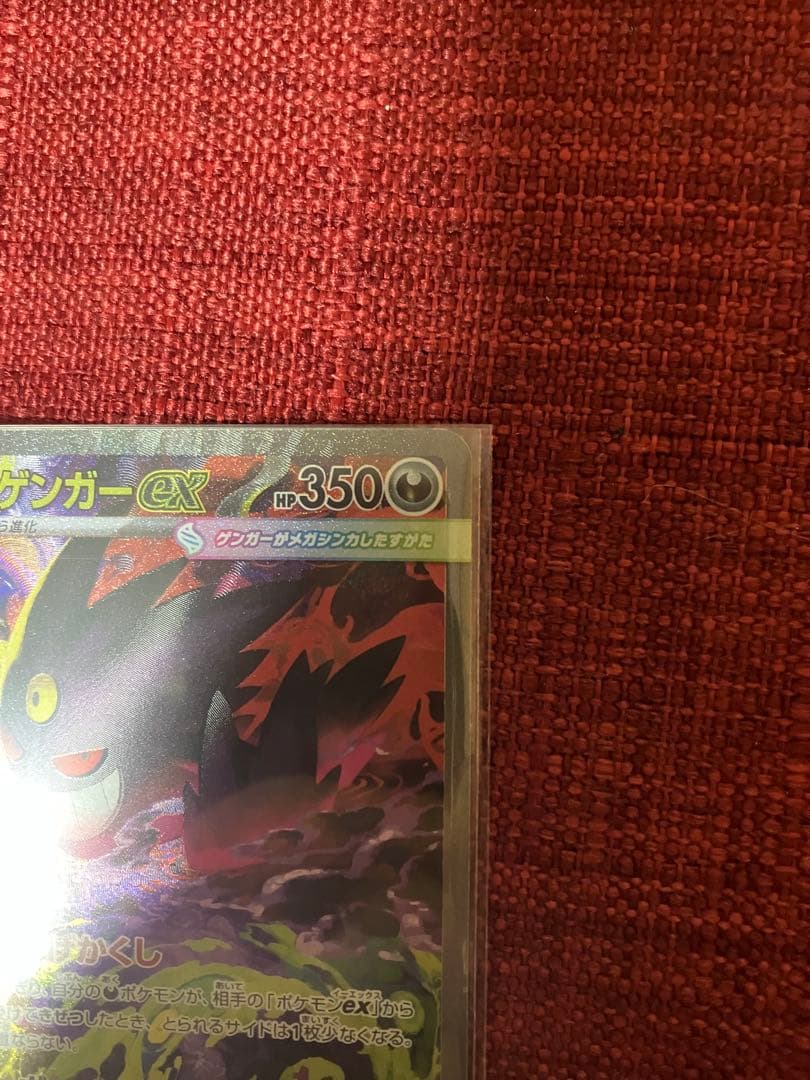 ゲンガーex
HP350
ら進化
ゲンガーがメガシンカしたすがた
かくし
り、自分のポケモンが、相手の「ポケモンex」から
けてきぜつしたとき、とられるサイドは1枚少なくなる。
ならない。